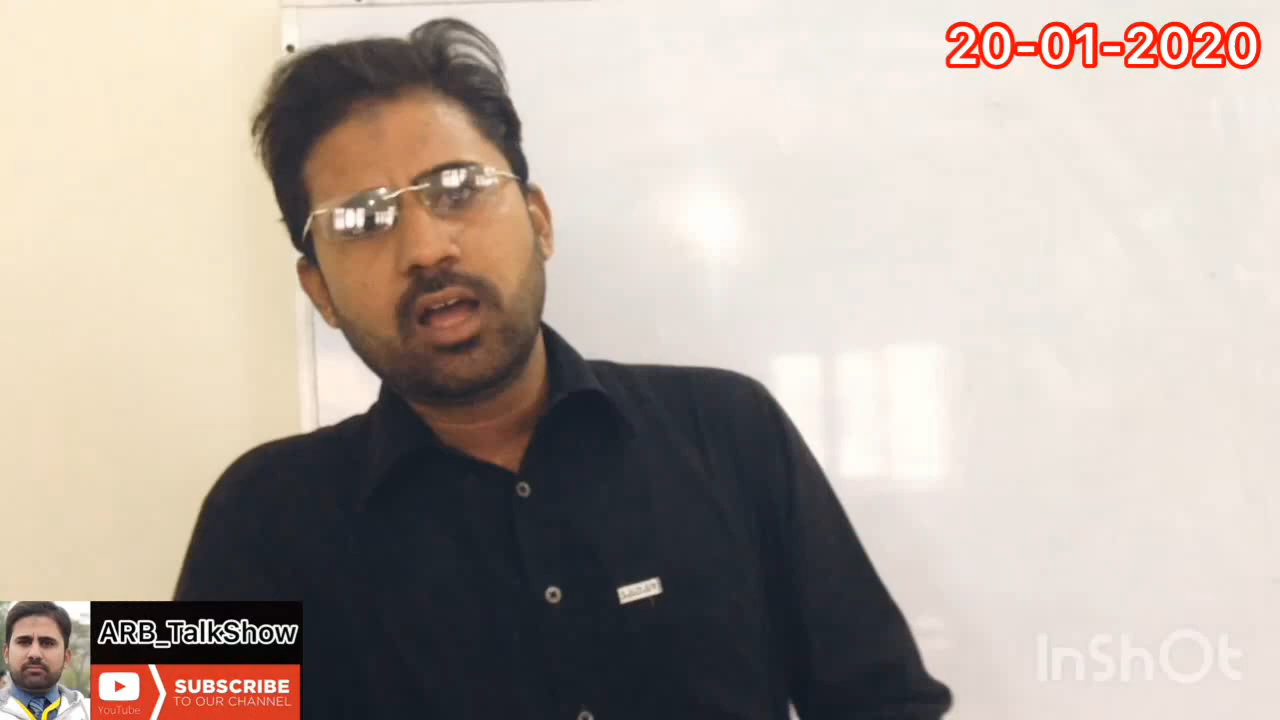 20-01-2020
ARB_TalkShow
YouTube
SUBSCRIBE
TO OUR CHANNEL
InShOt